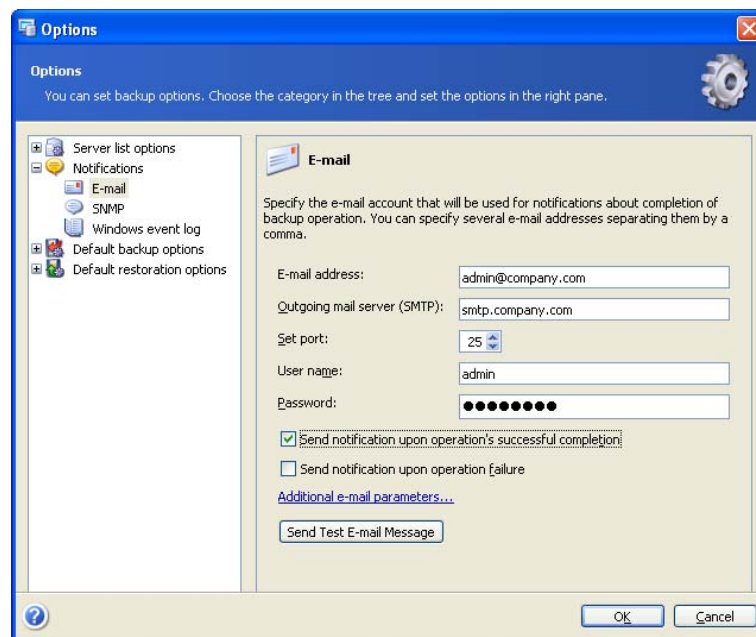 Options
Options
You can set backup options. Choose the category in the tree and set the options in the right pane.
Server list options
Notifications
E-mail
SNMP
Windows event log
Default backup options
Default restoration options
E-mail
Specify the e-mail account that will be used for notifications about completion of
backup operation. You can specify several e-mail addresses separating them by a
comma.
E-mail address:
admin@company.com
Outgoing mail server (SMTP):
smtp.company.com
Set port:
25
User name:
admin
Password:
●●●●●●●●
Send notification upon operation's successful completion
Send notification upon operation failure
Additional e-mail parameters...
Send Test E-mail Message
OK
Cancel